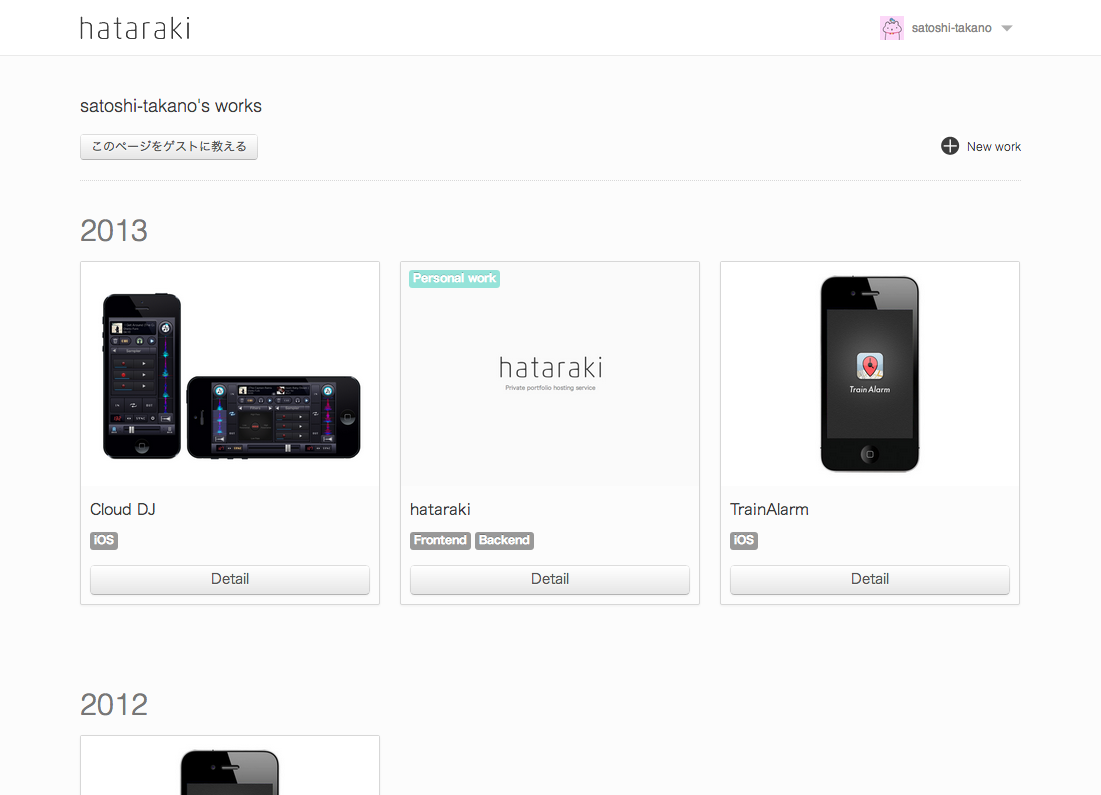 hataraki
satoshi-takano
satoshi-takano's works
このページをゲストに教える
New work
2013
Personal work
hataraki
Private portfolio hosting service
Train Alarm
Cloud DJ
hataraki
TrainAlarm
iOS
Frontend Backend
iOS
Detail
Detail
Detail
2012